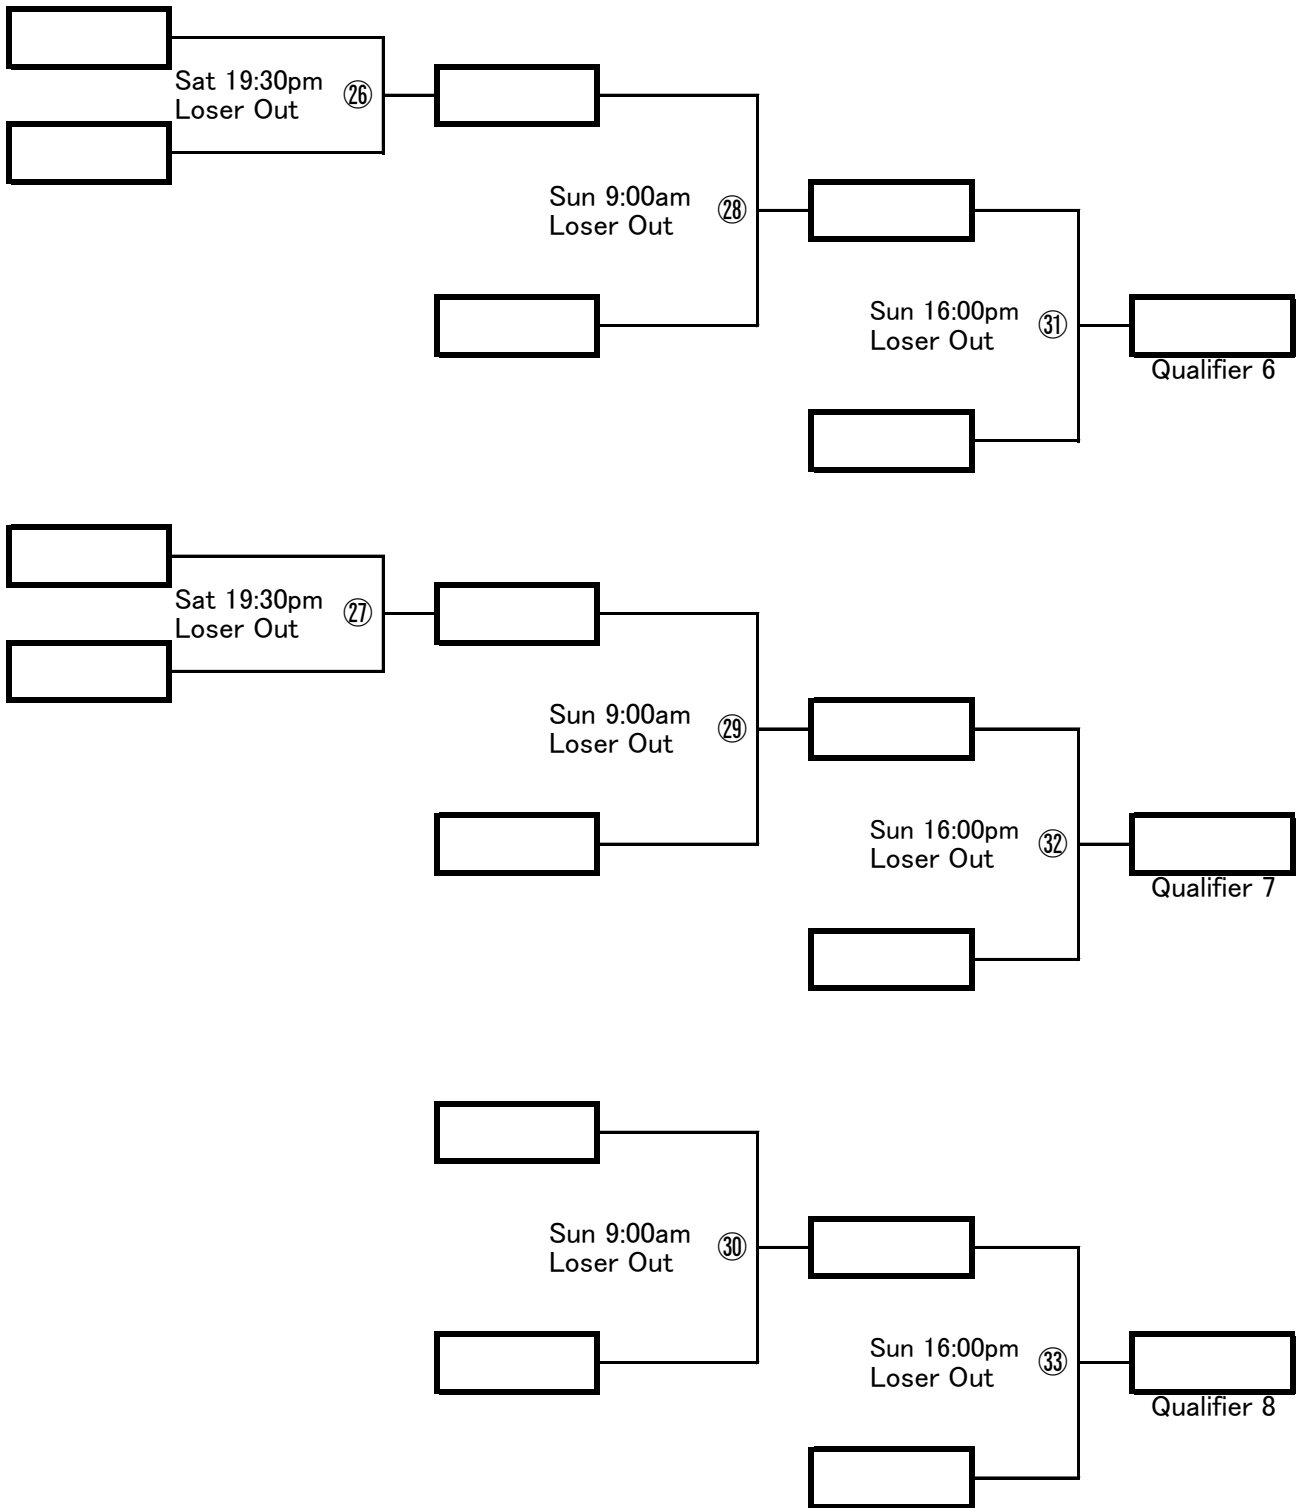 Sat 19:30pm
Loser Out
㉖
Sun 9:00am
Loser Out
㉘
Sun 16:00pm
Loser Out
㉛
Qualifier 6
Sat 19:30pm
Loser Out
㉗
Sun 9:00am
Loser Out
㉙
Sun 16:00pm
Loser Out
㉜
Qualifier 7
Sun 9:00am
Loser Out
㉚
Sun 16:00pm
Loser Out
㉝
Qualifier 8